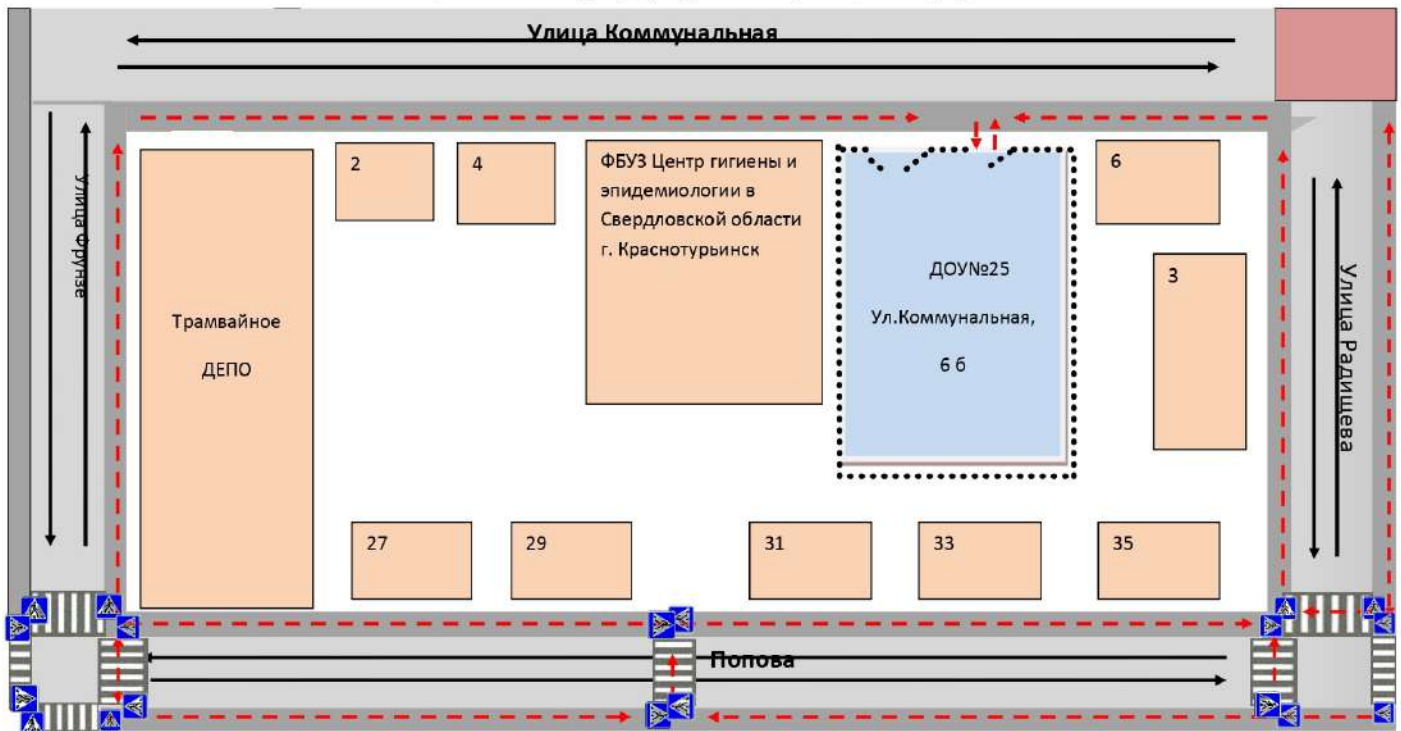 Улица Коммунальная
2
4
ФБУЗ Центр гигиены и
эпидемиологии в
Свердловской области
г. Краснотурьинск
6
Улица Фрунзе
ДОУ№25
Ул.Коммунальная,
6 б
3
Трамвайное
ДЕПО
Улица Радищева
27
29
31
33
35
Попова